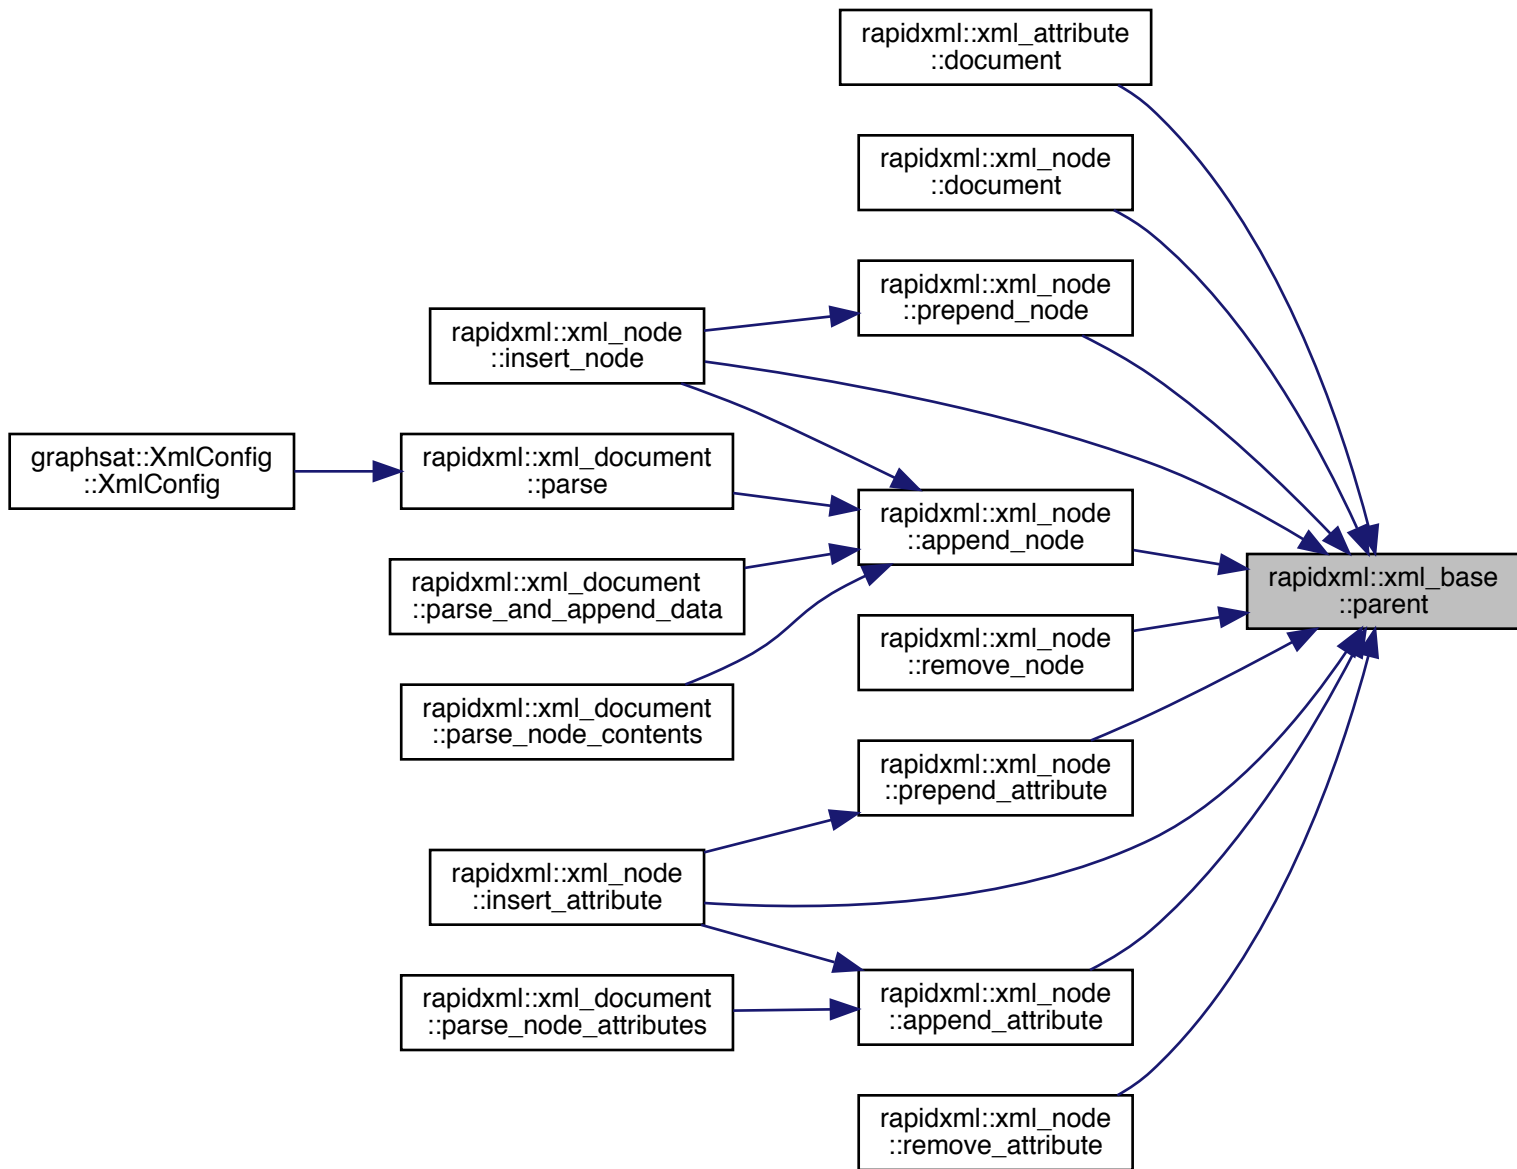 rapidxml::xml_attribute
::document
rapidxml::xml_node
::document
rapidxml::xml_node
::prepend_node
rapidxml::xml_node
::insert_node
graphsat::XmlConfig
::XmlConfig
rapidxml::xml_document
::parse
rapidxml::xml_node
::append_node
rapidxml::xml_base
::parent
rapidxml::xml_document
::parse_and_append_data
rapidxml::xml_node
::remove_node
rapidxml::xml_document
::parse_node_contents
rapidxml::xml_node
::prepend_attribute
rapidxml::xml_node
::insert_attribute
rapidxml::xml_document
::parse_node_attributes
rapidxml::xml_node
::append_attribute
rapidxml::xml_node
::remove_attribute